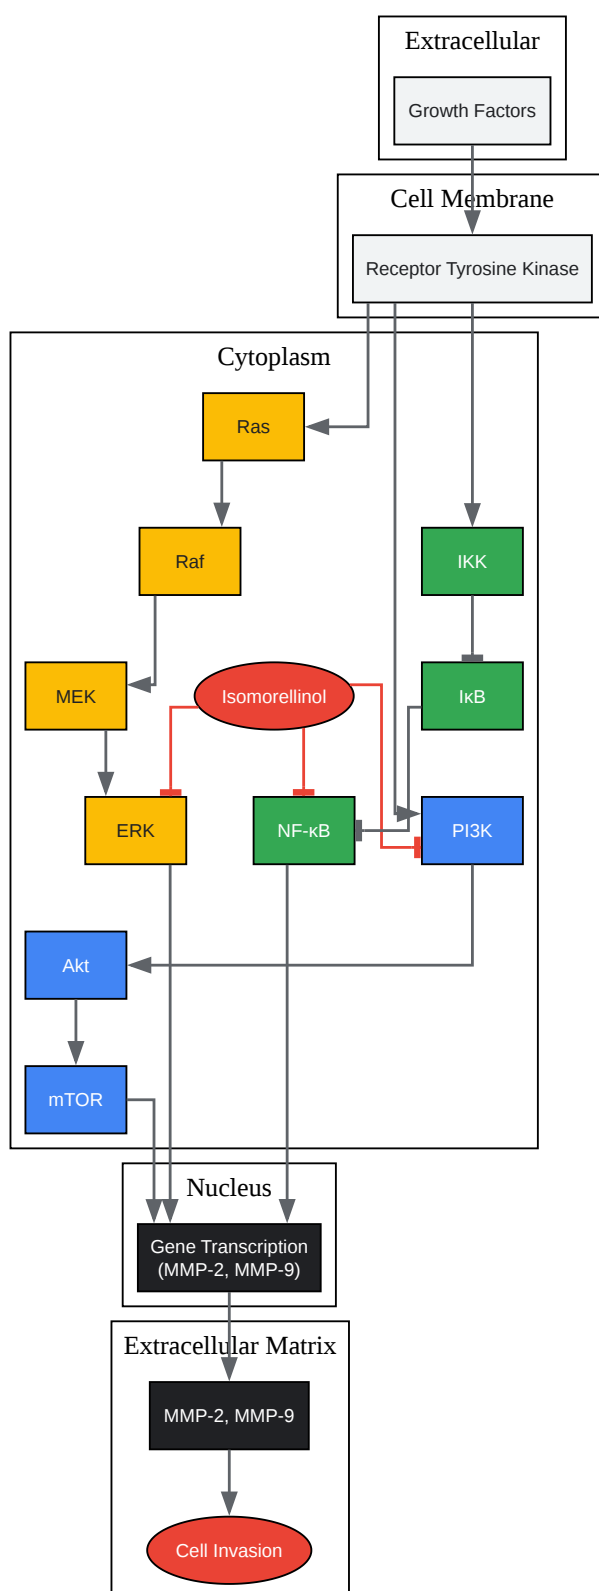 Extracellular
Growth Factors
Cell Membrane
Receptor Tyrosine Kinase
Cytoplasm
Ras
Raf
IKK
MEK
Isomorellinol
IκB
ERK
NF-κB
PI3K
Akt
mTOR
Nucleus
Gene Transcription
(MMP-2, MMP-9)
Extracellular Matrix
MMP-2, MMP-9
Cell Invasion